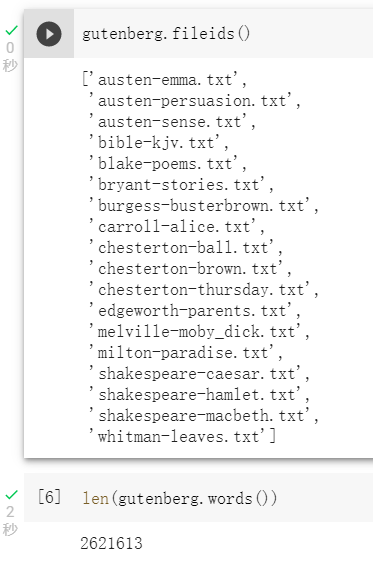 gutenberg.fileids()
0
秒
['austen-emma.txt',
'austen-persuasion.txt',
'austen-sense.txt',
'bible-kjv.txt',
'blake-poems.txt',
'bryant-stories.txt',
'burgess-busterbrown.txt',
'carroll-alice.txt',
'chesterton-ball.txt',
'chesterton-brown.txt',
'chesterton-thursday.txt',
'edgeworth-parents.txt',
'melville-moby_dick.txt',
'milton-paradise.txt',
'shakespeare-caesar.txt',
'shakespeare-hamlet.txt',
'shakespeare-macbeth.txt',
'whitman-leaves.txt']
[6] len(gutenberg.words())
2
秒
2621613